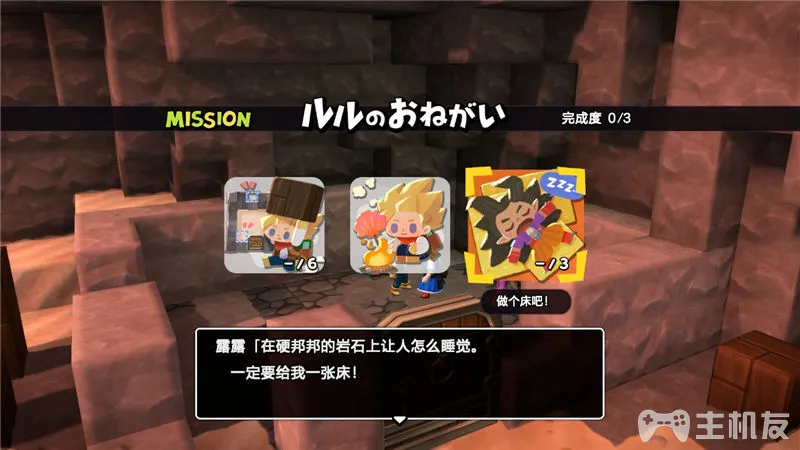 MISSION
ルルのおねがい
完成度 0/3
ZZZ
-/6
-/3
做个床吧!
露露「在硬邦邦的岩石上让人怎么睡觉。
一定要给我一张床!
主机友